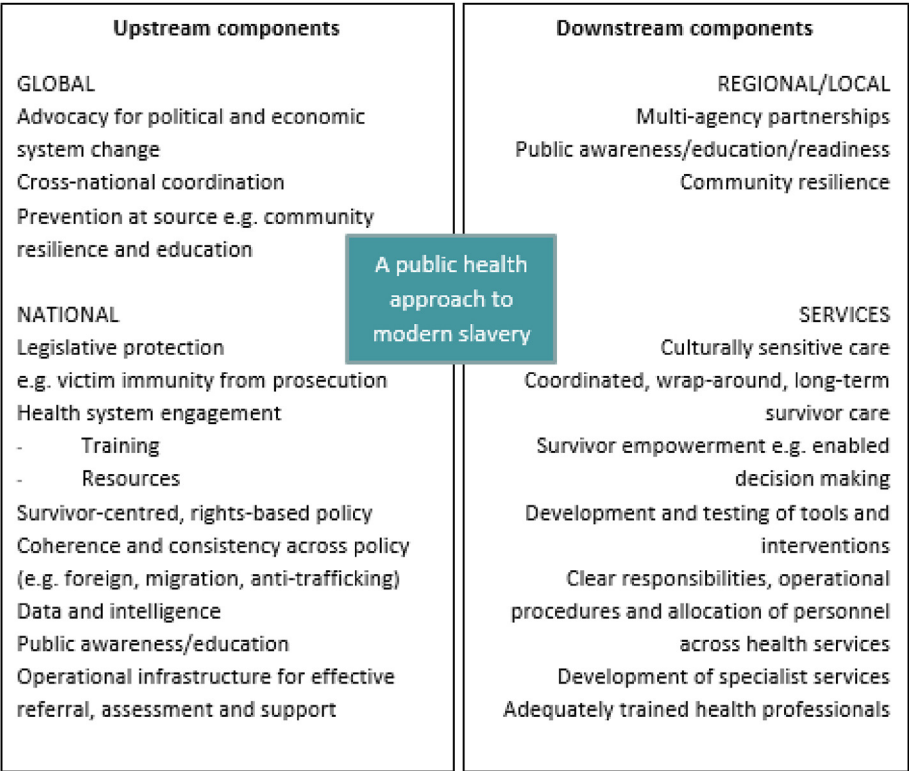 Upstream components
GLOBAL
Advocacy for political and economic
system change
Cross-national coordination
Prevention at source e.g. community
resilience and education
NATIONAL
Legislative protection
e.g. victim immunity from prosecution
Health system engagement
- Training
- Resources
Survivor-centred, rights-based policy
Coherence and consistency across policy
(e.g. foreign, migration, anti-trafficking)
Data and intelligence
Public awareness/education
Operational infrastructure for effective
referral, assessment and support
A public health
approach to
modern slavery
Downstream components
REGIONAL/LOCAL
Multi-agency partnerships
Public awareness/education/readiness
Community resilience
SERVICES
Culturally sensitive care
Coordinated, wrap-around, long-term
survivor care
Survivor empowerment e.g. enabled
decision making
Development and testing of tools and
interventions
Clear responsibilities, operational
procedures and allocation of personnel
across health services
Development of specialist services
Adequately trained health professionals